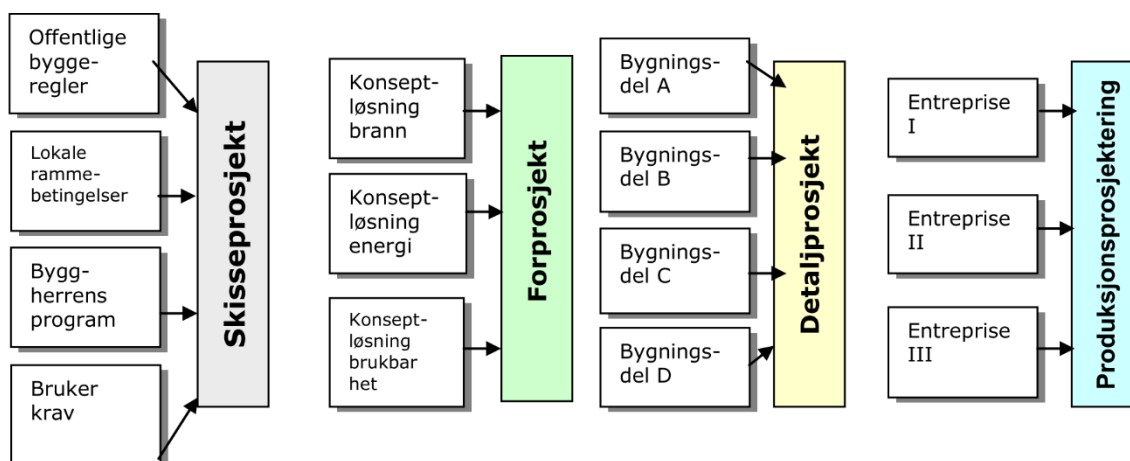 Offentlige
bygge-
regler
Lokale
ramme-
betingelser
Bygg-
herrens
program
Bruker
krav
Skisseprosjekt
Konsept-
løsning
brann
Konsept-
løsning
energi
Konsept-
løsning
brukbar
het
Forprosjekt
Bygnings-
del A
Bygnings-
del B
Bygnings-
del C
Bygnings-
del D
Detaljprosjekt
Entreprise
I
Entreprise
II
Entreprise
III
Produksjonsprosjektering